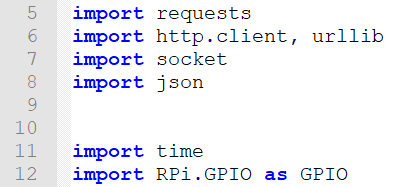 5 import requests
6 import http.client, urllib
7 import socket
8 import json
9
10
11 import time
12 import RPi.GPIO as GPIO